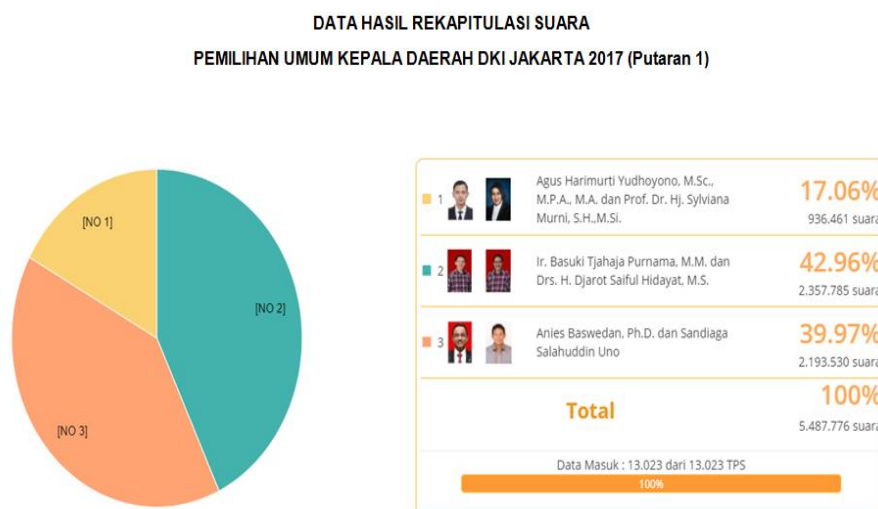 DATA HASIL REKAPITULASI SUARA
PEMILIHAN UMUM KEPALA DAERAH DKI JAKARTA 2017 (Putaran 1)
[NO 1]
[NO 2]
[NO 3]
1
Agus Harimurti Yudhoyono, M.Sc.,
M.P.A., M.A. dan Prof. Dr. Hj. Sylviana
Murni, S.H.,M.Si.
17.06%
936.461 suara
2
Ir. Basuki Tjahaja Purnama, M.M. dan
Drs. H. Djarot Saiful Hidayat, M.S.
42.96%
2.357.785 suara
3
Anies Baswedan, Ph.D. dan Sandiaga
Salahuddin Uno
39.97%
2.193.530 suara
Total
100%
5.487.776 suara
Data Masuk : 13.023 dari 13.023 TPS
100%